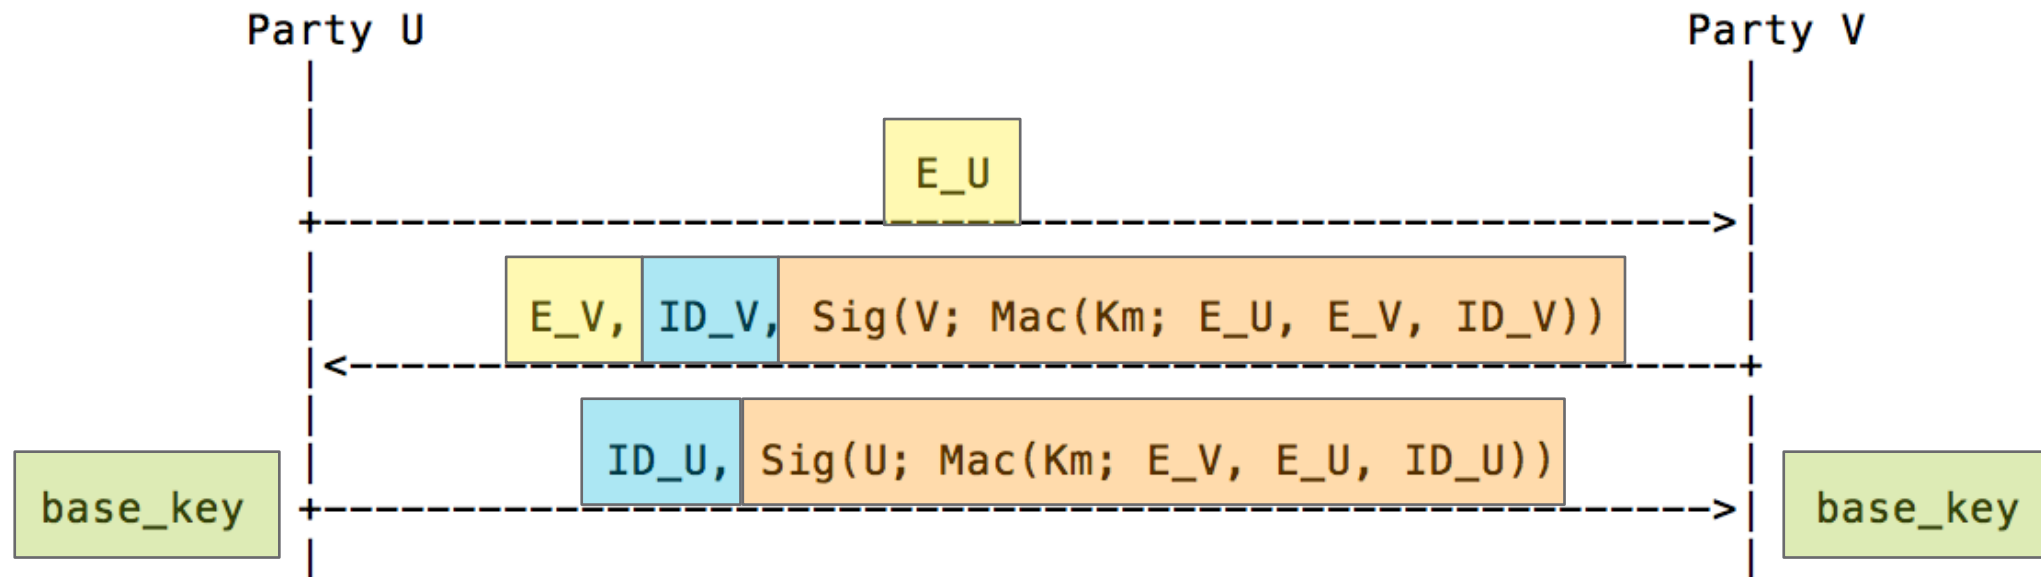 Party U Party V
E_U
E_V, ID_V, Sig(V; Mac(Km; E_U, E_V, ID_V))
ID_U, Sig(U; Mac(Km; E_V, E_U, ID_U))
base_key base_key